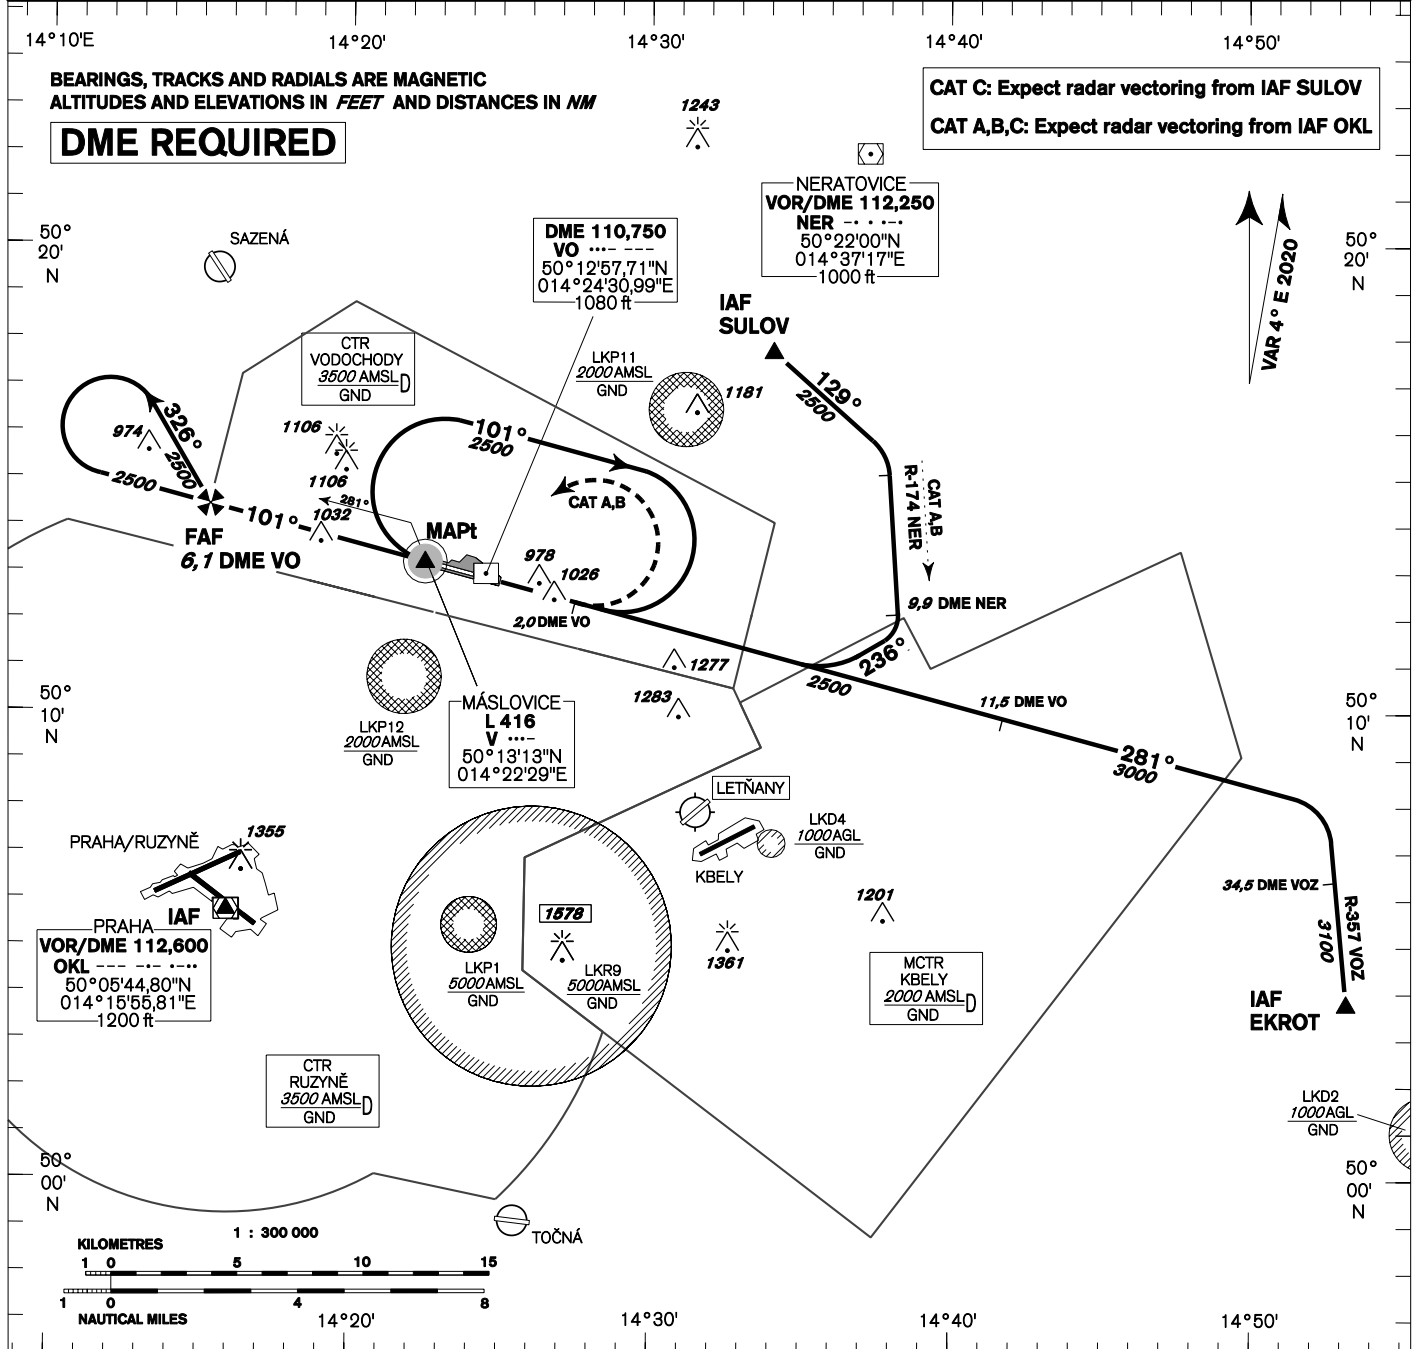 14°10'E
14°20'
14°30'
14°40'
14°50'
BEARINGS, TRACKS AND RADIALS ARE MAGNETIC
ALTITUDES AND ELEVATIONS IN FEET AND DISTANCES IN NM
DME REQUIRED
CAT C: Expect radar vectoring from IAF SULOV
CAT A,B,C: Expect radar vectoring from IAF OKL
1243
NERATOVICE
VOR/DME 112,250
NER -· · ·-·
50°22'00"N
014°37'17"E
1000 ft
DME 110,750
VO ···- ---
50°12'57,71"N
014°24'30,99"E
1080 ft
50°
20'
N
SAZENÁ
50°
20'
N
VAR 4° E 2020
IAF
SULOV
CTR
VODOCHODY
3500 AMSL D
GND
LKP11
2000 AMSL
GND
1181
129°
2500
326°
2500
974
2500
1106
1106
101°
2500
281°
1032
101°
CAT A,B
CAT A,B
R-174 NER
FAF
6,1 DME VO
MAPt
978
1026
2,0 DME VO
9,9 DME NER
236°
2500
1277
1283
11,5 DME VO
281°
3000
50°
10'
N
LKP12
2000 AMSL
GND
MÁSLOVICE
L 416
V ···-
50°13'13"N
014°22'29"E
50°
10'
N
LETŇANY
LKD4
1000 AGL
GND
KBELY
PRAHA/RUZYNĚ
1355
IAF
PRAHA
VOR/DME 112,600
OKL --- -·- ·-··
50°05'44,80"N
014°15'55,81"E
1200 ft
1578
LKP1
5000 AMSL
GND
LKR9
5000 AMSL
GND
1361
1201
34,5 DME VOZ
R-357 VOZ
3100
MCTR
KBELY
2000 AMSL D
GND
IAF
EKROT
CTR
RUZYNĚ
3500 AMSL D
GND
LKD2
1000 AGL
GND
50°
00'
N
50°
00'
N
TOČNÁ
1 : 300 000
KILOMETRES
1 0 5 10 15
1 0 4 8
NAUTICAL MILES
14°20'
14°30'
14°40'
14°50'